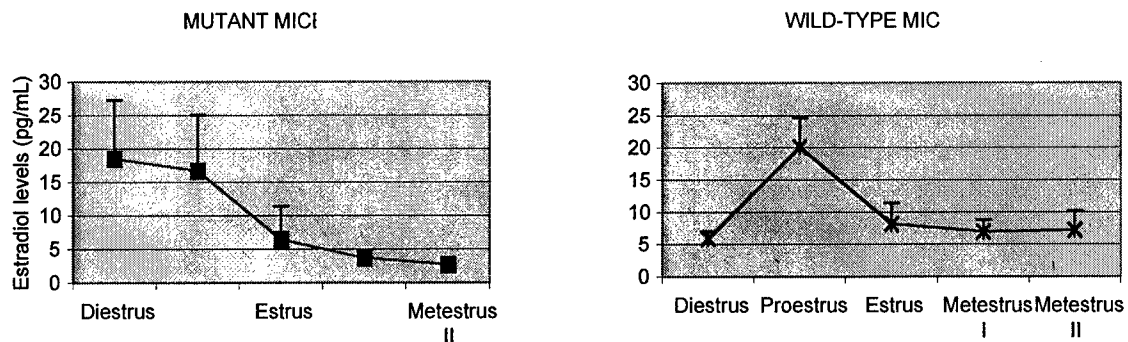 MUTANT MICI
Estradiol levels (pg/mL)
30
25
20
15
10
5
0
Diestrus Estrus Metestrus
II
WILD-TYPE MIC
30
25
20
15
10
5
0
Diestrus Proestrus Estrus Metestrus Metestrus
I II